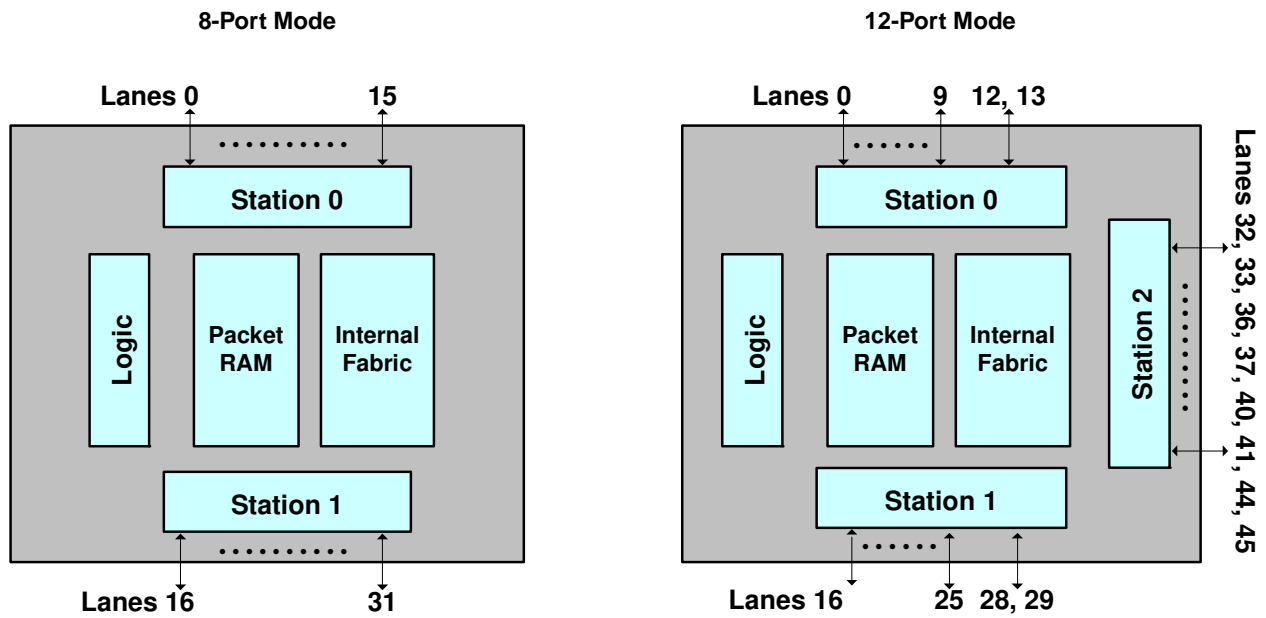 8-Port Mode
Lanes 0 15
Station 0
Logic
Packet
RAM
Internal
Fabric
Station 1
Lanes 16 31
12-Port Mode
Lanes 0 9 12, 13
Station 0
Logic
Packet
RAM
Internal
Fabric
Station 2
Lanes 32, 33, 36, 37, 40, 41, 44, 45
Station 1
Lanes 16 25 28, 29